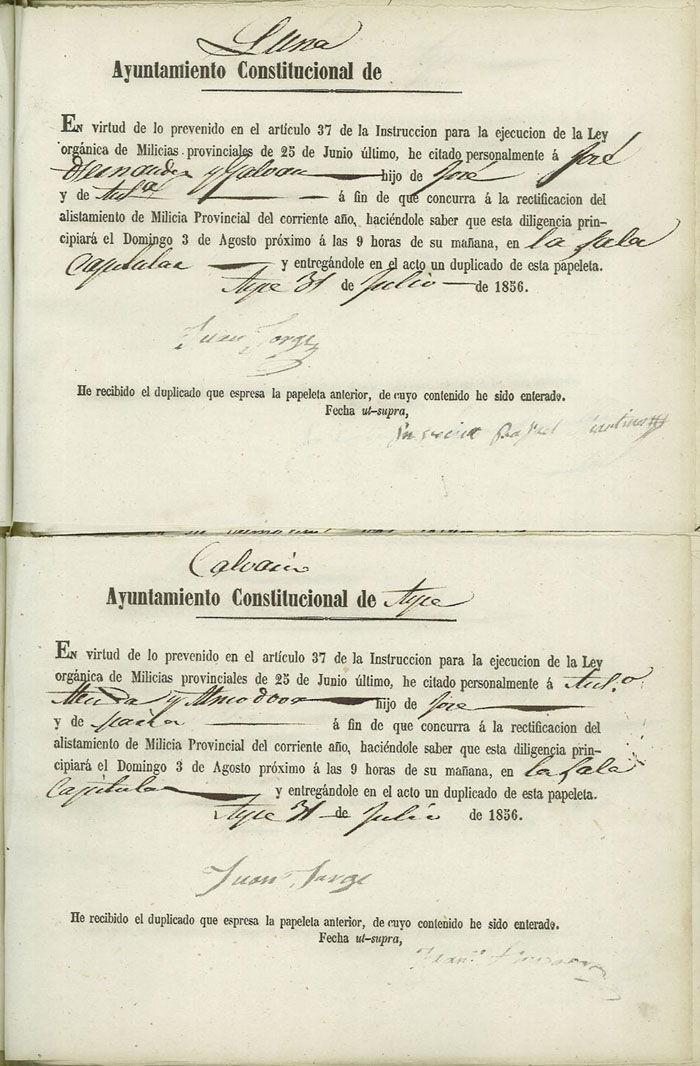 Luna
Ayuntamiento Constitucional de
En virtud de lo prevenido en el artículo 37 de la Instruccion para la ejecucion de la Ley
orgánica de Milicias provinciales de 25 de Junio último, he citado personalmente á José
Hernandez y Galvan hijo de José
y de á fin de que concurra á la rectificacion del
alistamiento de Milicia Provincial del corriente año, haciéndole saber que esta diligencia prin-
cipiará el Domingo 3 de Agosto próximo á las 9 horas de su mañana, en la sala
Capitular y entregándole en el acto un duplicado de esta papeleta.
31 de Julio de 1856.
Juan Jorge
He recibido el duplicado que espresa la papeleta anterior, de cuyo contenido he sido enterado.
Fecha ut-supra,
Ayuntamiento Constitucional de
En virtud de lo prevenido en el artículo 37 de la Instruccion para la ejecucion de la Ley
orgánica de Milicias provinciales de 25 de Junio último, he citado personalmente á Ant.o
y hijo de Jose
y de á fin de que concurra á la rectificacion del
alistamiento de Milicia Provincial del corriente año, haciéndole saber que esta diligencia prin-
cipiará el Domingo 3 de Agosto próximo á las 9 horas de su mañana, en la sala
Capitular y entregándole en el acto un duplicado de esta papeleta.
31 de Julio de 1856.
Juan Jorge
He recibido el duplicado que espresa la papeleta anterior, de cuyo contenido he sido enterado.
Fecha ut-supra,